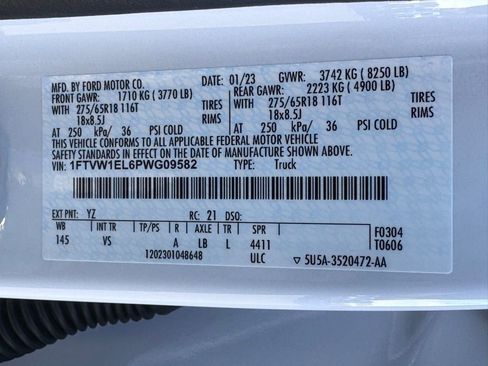 MFD. BY FORD MOTOR CO. DATE: 01/23 GVWR: 3742 KG ( 8250 LB)
FRONT GAWR: 1710 KG ( 3770 LB) REAR GAWR: 2223 KG ( 4900 LB)
275/65R18 116T TIRES 275/65R18 116T TIRES
18x8.5J RIMS 18x8.5J RIMS
AT 250 kPa/ 36 PSI COLD AT 250 kPa/ 36 PSI COLD
THIS VEHICLE CONFORMS TO ALL APPLICABLE FEDERAL MOTOR VEHICLE
SAFETY STANDARDS IN EFFECT ON THE DATE OF MANUFACTURE SHOWN ABOVE.
VIN: 1FTVW1EL6PWG09582 TYPE: Truck
EXT PNT: YZ RC: 21 DSO: F0304
WB INT TR TP/PS R AXLE TR SPR T0606
145 VS A LB L 4411
1202301048648 ULC ▽ 5U5A-3520472-AA